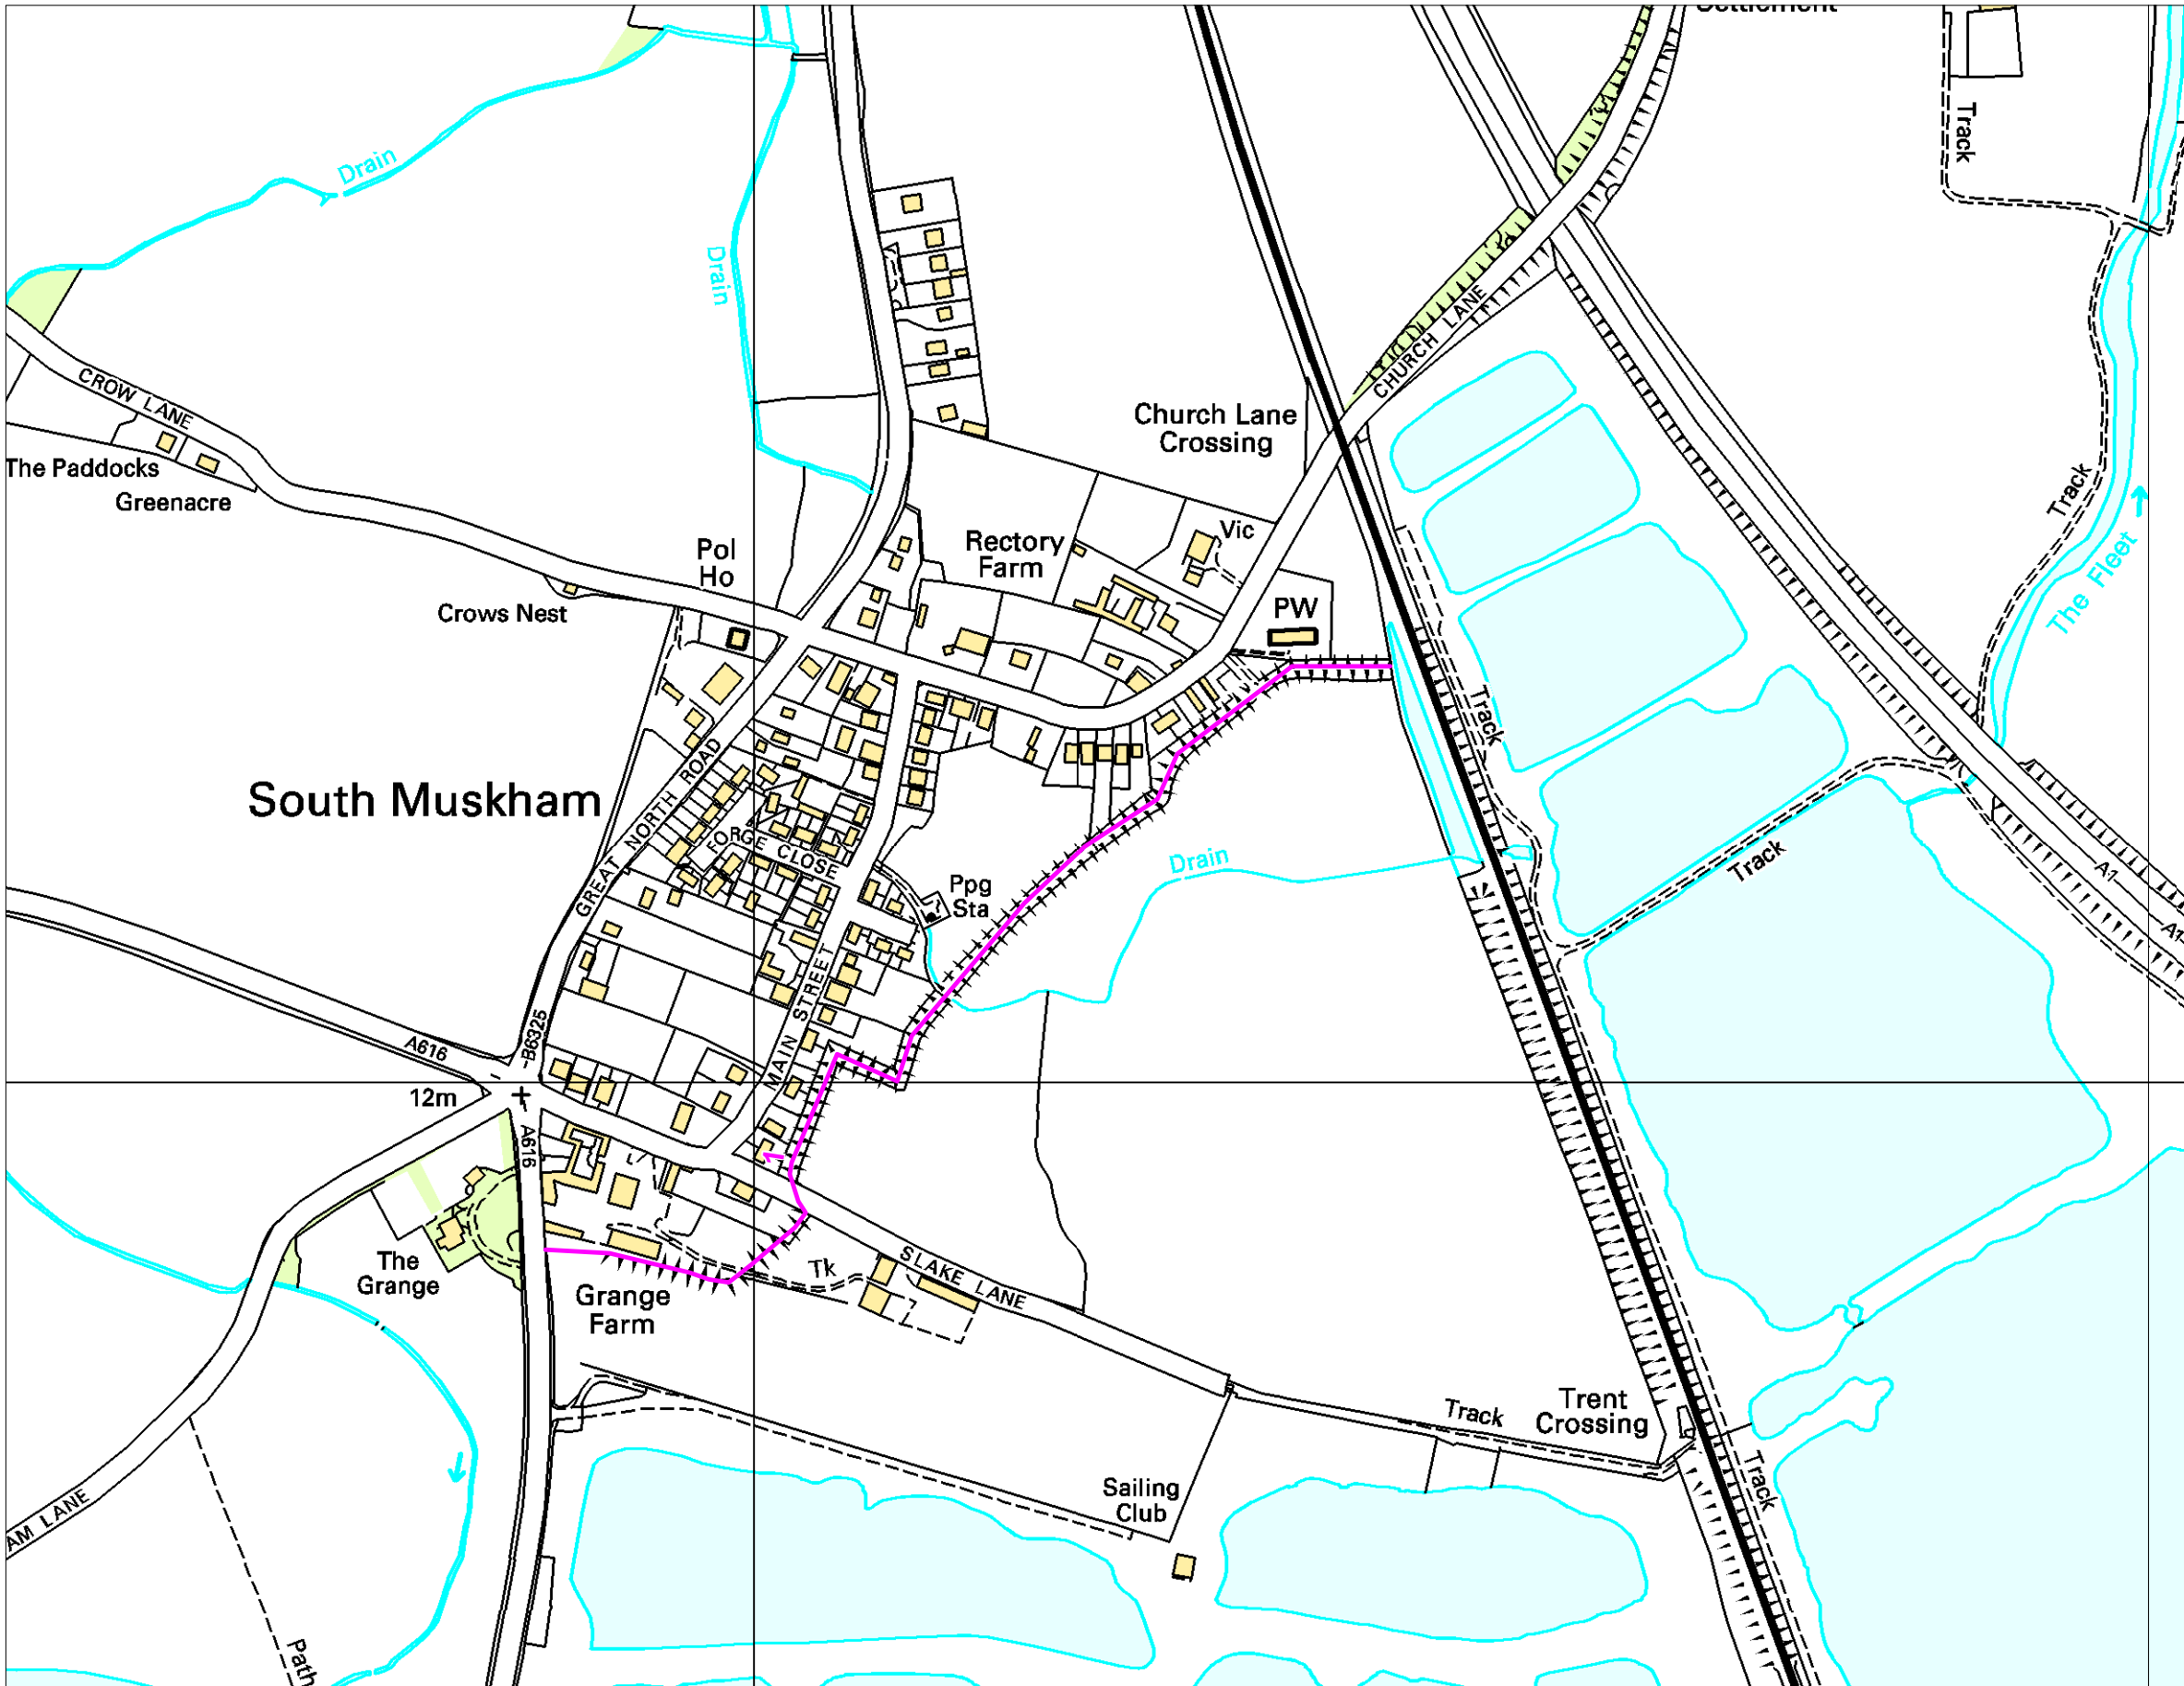 Track
Drain
Drain
CHURCH LANE
CROW LANE
Church Lane
Crossing
The Paddocks
Greenacre
Track
Vic
Pol
Ho
Rectory
Farm
The Fleet
Crows Nest
PW
Track
South Muskham
GREAT NORTH ROAD
ORGE CLOSE
Drain
Track
Ppg
Sta
A1
A1
MAIN STREET
A616
B6325
12m
A616
The
Grange
Tk
SLAKE LANE
Grange
Farm
Trent
Crossing
Track
Track
Sailing
Club
AM LANE
Path